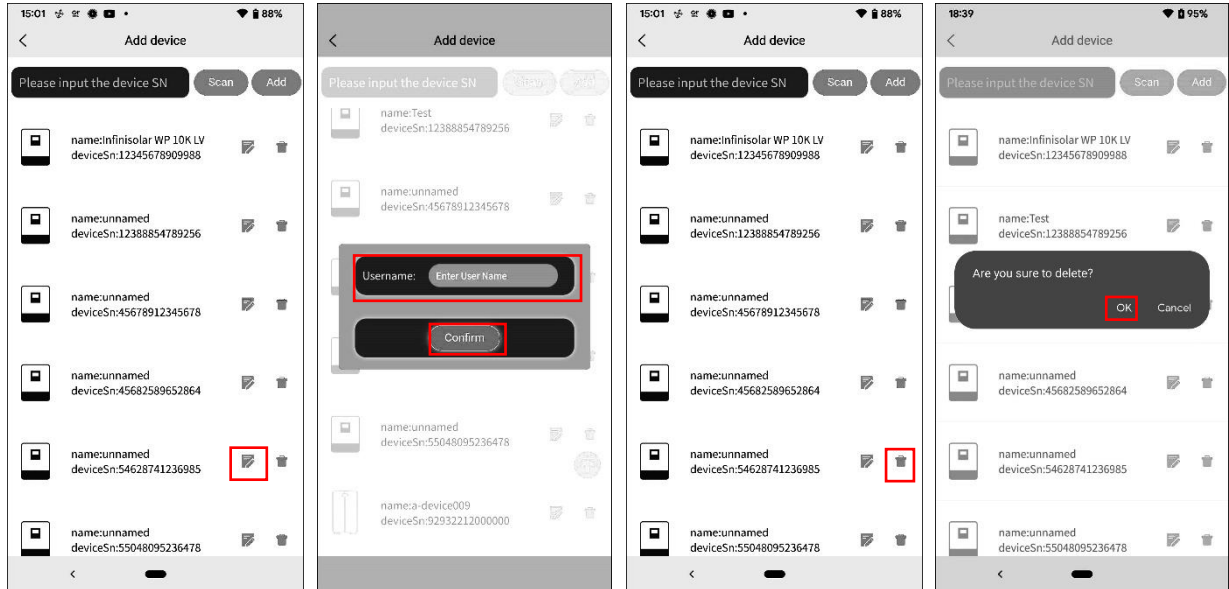 15:01 88%
Add device
Please input the device SN Scan Add
name:Infinisolar WP 10K LV
deviceSn:12345678909988
name:unnamed
deviceSn:12388854789256
name:unnamed
deviceSn:45678912345678
name:unnamed
deviceSn:45682589652864
name:unnamed
deviceSn:54628741236985
name:unnamed
deviceSn:55048095236478
Add device
Please input the device SN
name:Test
deviceSn:12388854789256
name:unnamed
deviceSn:45678912345678
Username: Enter User Name
Confirm
name:unnamed
deviceSn:55048095236478
name:a-device009
deviceSn:92932212000000
15:01 88%
Add device
Please input the device SN Scan Add
name:Infinisolar WP 10K LV
deviceSn:12345678909988
name:unnamed
deviceSn:12388854789256
name:unnamed
deviceSn:45678912345678
name:unnamed
deviceSn:45682589652864
name:unnamed
deviceSn:54628741236985
name:unnamed
deviceSn:55048095236478
18:39 95%
Add device
Please input the device SN Scan Add
name:Infinisolar WP 10K LV
deviceSn:12345678909988
name:Test
deviceSn:12388854789256
Are you sure to delete?
OK Cancel
name:unnamed
deviceSn:45682589652864
name:unnamed
deviceSn:54628741236985
name:unnamed
deviceSn:55048095236478